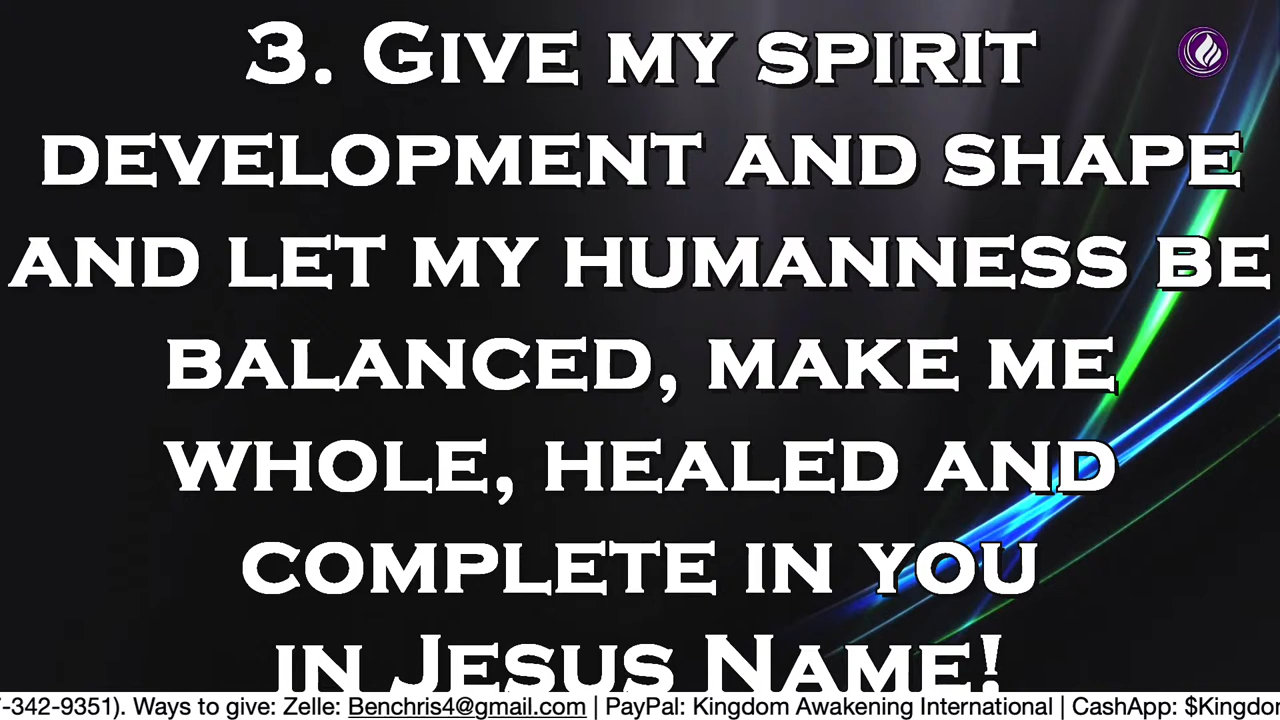 3. Give my spirit
development and shape
and let my humanness be
balanced, make me
whole, healed and
complete in you
in Jesus Name!
-342-9351). Ways to give: Zelle: Benchris4@gmail.com | PayPal: Kingdom Awakening International | CashApp: $Kingdo